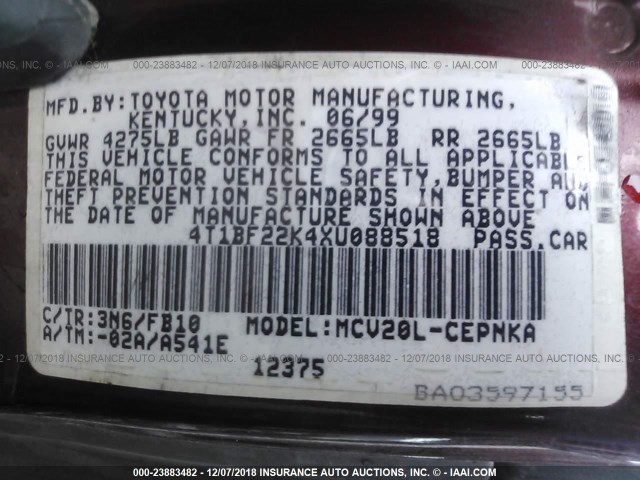 000-23883482 - 12/07/2018 INSURANCE AUTO AUCTIONS, INC. - © IAAI.COM
MFD.BY:TOYOTA MOTOR MANUFACTURING,
KENTUCKY,INC. 06/99
GVWR 4275LB GAWR FR 2665LB RR 2665LB
THIS VEHICLE CONFORMS TO ALL APPLICABLE
FEDERAL MOTOR VEHICLE SAFETY,BUMPER AND
THEFT PREVENTION STANDARDS IN EFFECT ON
THE DATE OF MANUFACTURE SHOWN ABOVE.
4T1BF22K4XU088518 PASS.CAR
C/TR:3N6/FB10 MODEL:MCV20L-CEPNKA
A/TM:-02A/A541E
12375
BA03597155
000-23883482 - 12/07/2018 INSURANCE AUTO AUCTIONS, INC. - © IAAI.COM